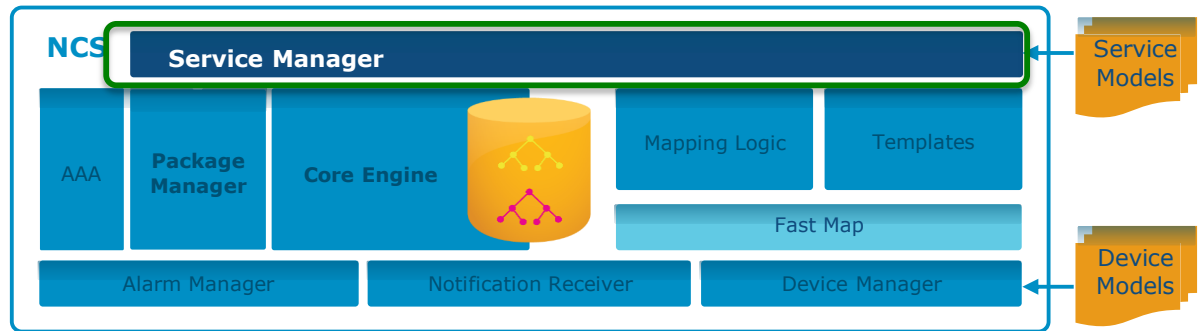 NCS
Service Manager
Service
Models
AAA
Package
Manager
Core Engine
Mapping Logic
Templates
Fast Map
Alarm Manager
Notification Receiver
Device Manager
Device
Models